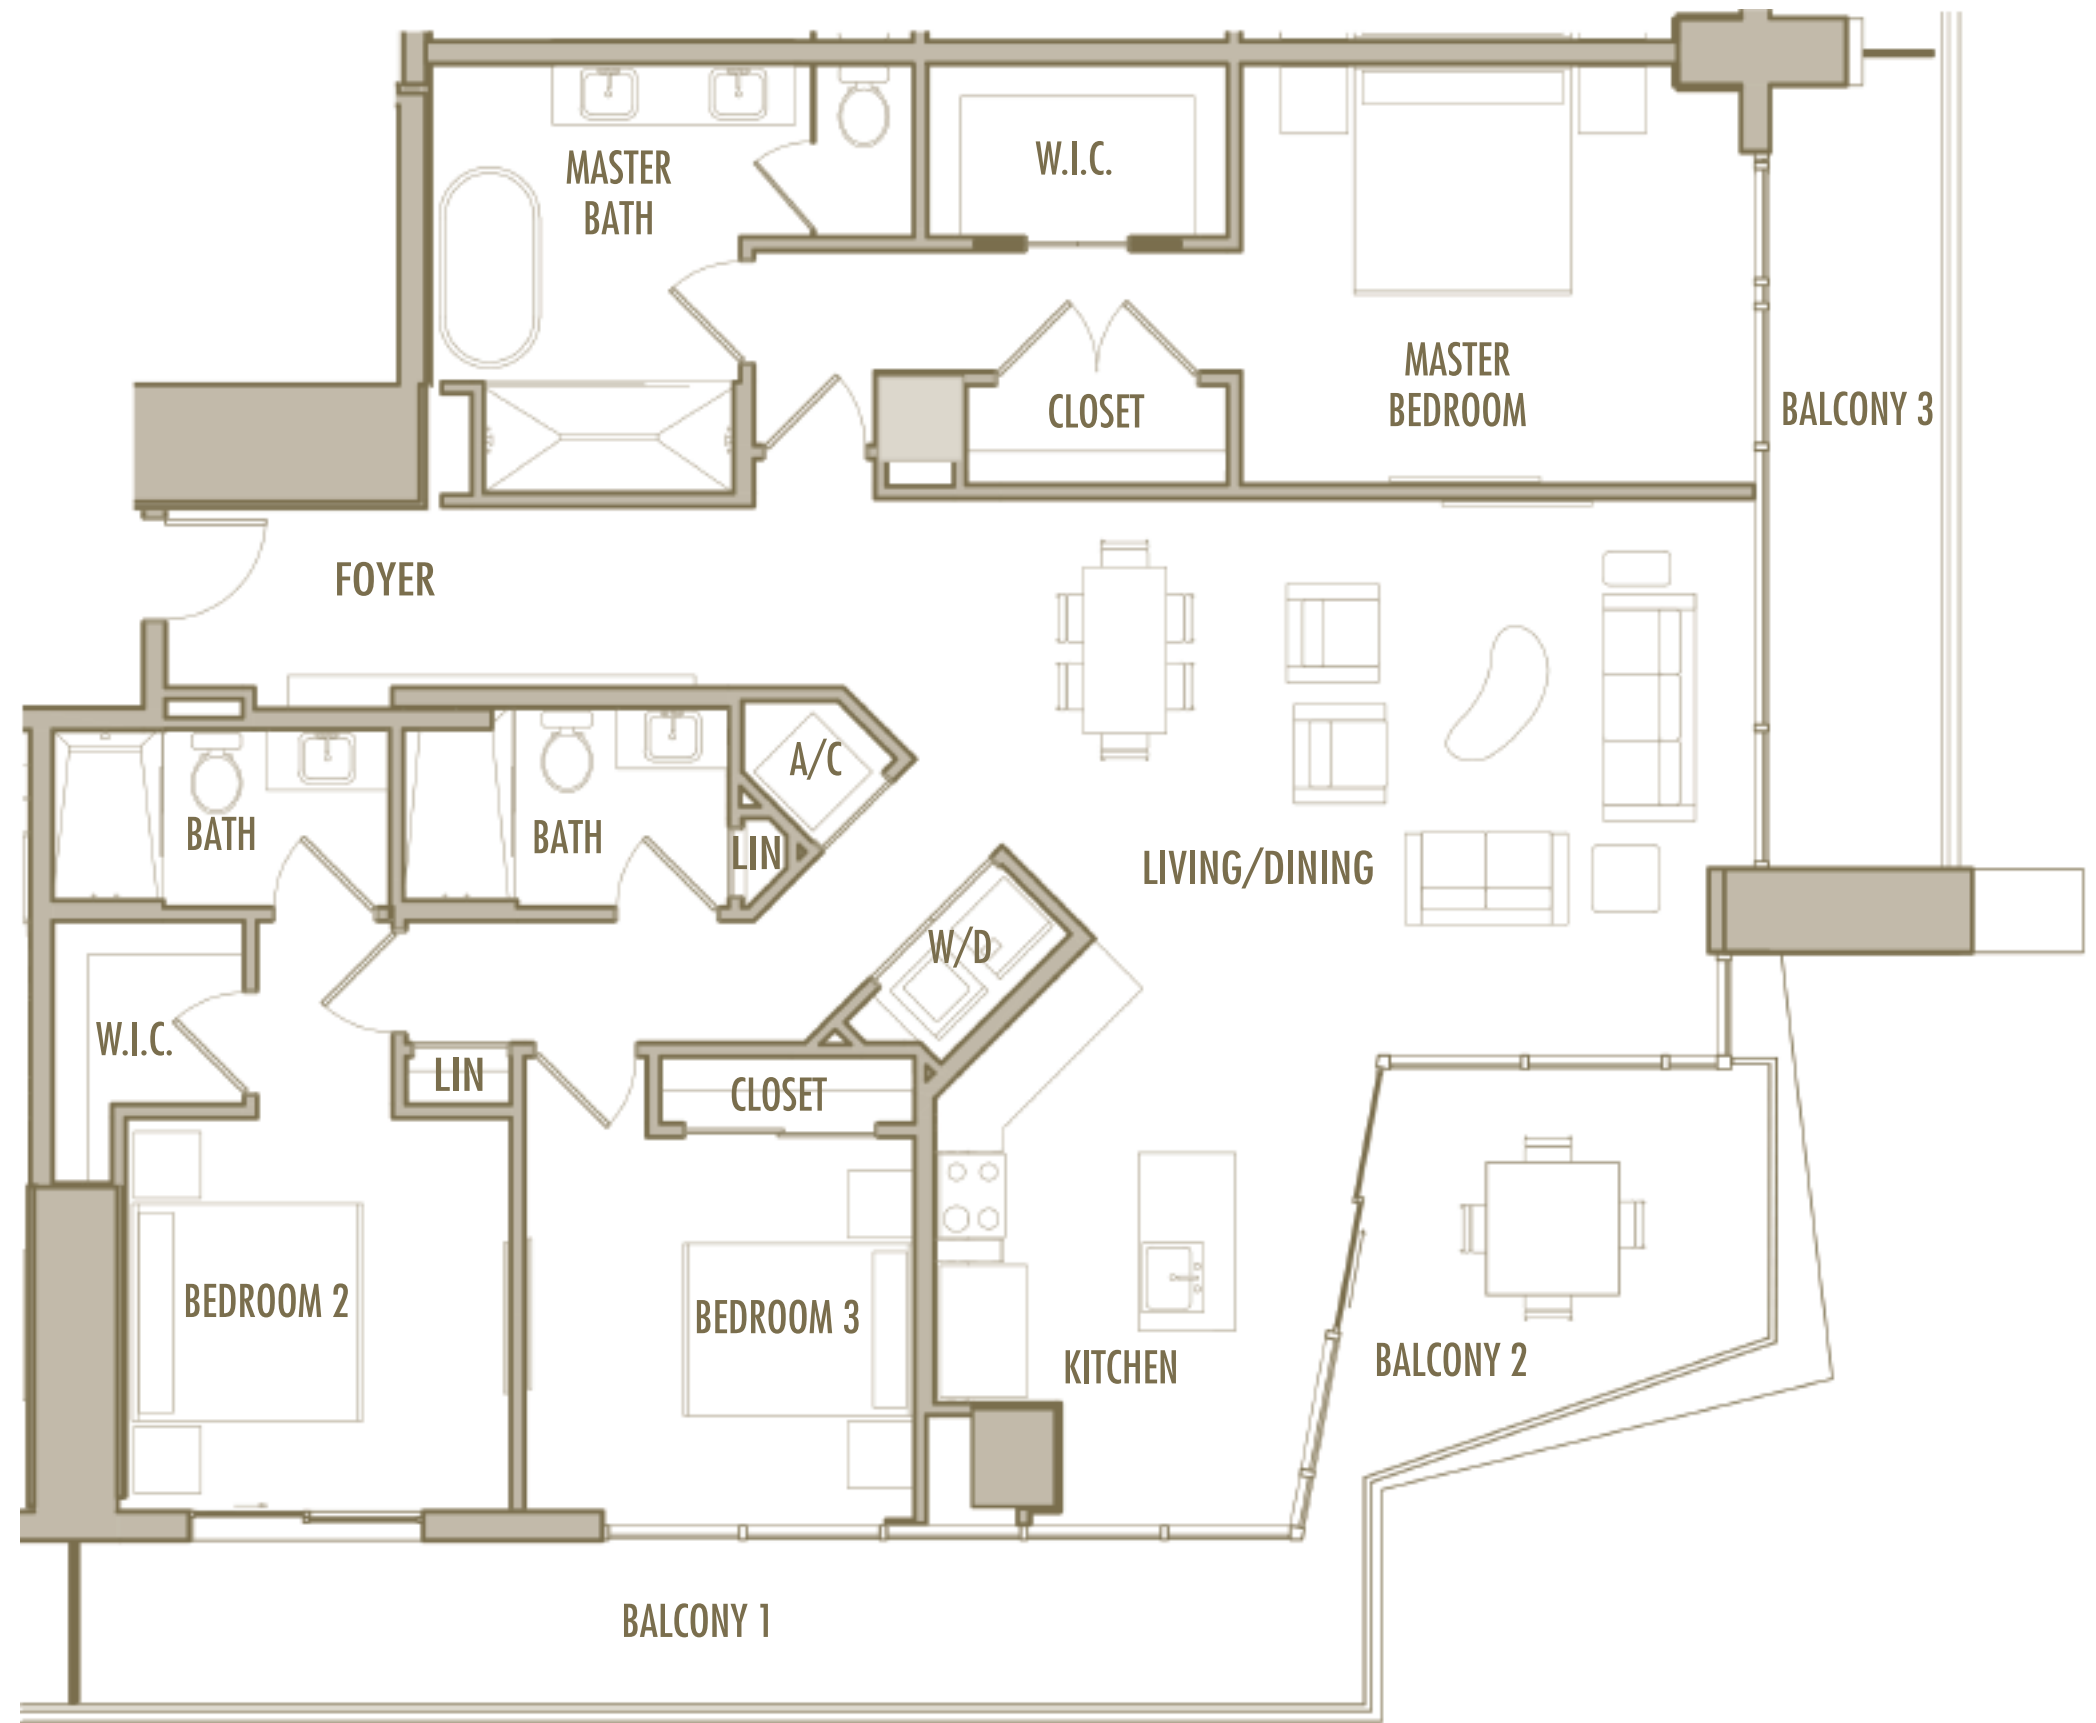 MASTER
BATH
W.I.C.
MASTER
BEDROOM
CLOSET
BALCONY 3
FOYER
A/C
BATH
BATH
LIN
LIVING/DINING
W/D
W.I.C.
LIN
CLOSET
BEDROOM 2
BEDROOM 3
KITCHEN
BALCONY 2
BALCONY 1